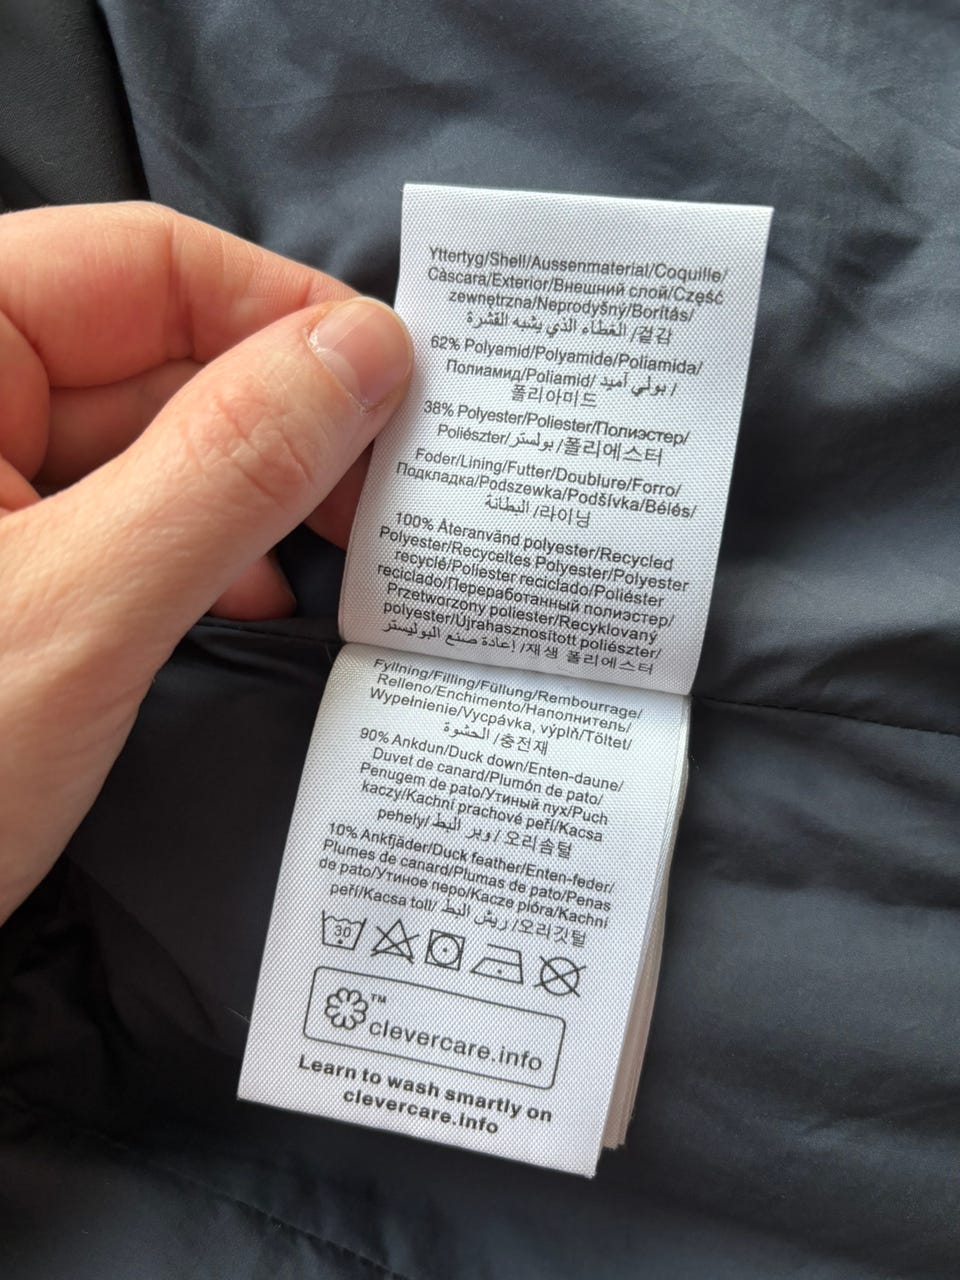 Yttertyg/Shell/Aussenmaterial/Coquille/
Càscara/Exterior/Внешний слой/Część
zewnętrzna/Neprodyšný/Borítás/
الغطاء الذي يشبه القشرة /겉감
62% Polyamid/Polyamide/Poliamida/
Полиамид/Poliamid/ بولي أميد /
폴리아미드
38% Polyester/Poliester/Полиэстер/
Poliészter/بولستر /폴리에스터
Foder/Lining/Futter/Doublure/Forro/
Подкладка/Podszewka/Podšívka/Bélés/
البطانة /라이닝
100% Återanvänd polyester/Recycled
Polyester/Recyceltes Polyester/Polyester
recyclé/Poliester reciclado/Poliéster
reciclado/Переработанный полиэстер/
Przetworzony poliester/Recyklovaný
polyester/Újrahasznosított poliészter/
إعادة صنع البوليستر /재생 폴리에스터
Fyllning/Filling/Füllung/Rembourrage/
Relleno/Enchimento/Наполнитель/
Wypełnienie/Vycpávka, výplň/Töltet/
الحشوة /충전재
90% Ankdun/Duck down/Enten-daune/
Duvet de canard/Plumón de pato/
Penugem de pato/Утиный пух/Puch
kaczy/Kachní prachové peří/Kacsa
pehely/ وبر البط / 오리솜털
10% Ankfjäder/Duck feather/Enten-feder/
Plumes de canard/Plumas de pato/Penas
de pato/Утиное перо/Kacze pióra/Kachní
peří/Kacsa toll/ ريش البط /오리깃털
30
™
clevercare.info
Learn to wash smartly on
clevercare.info